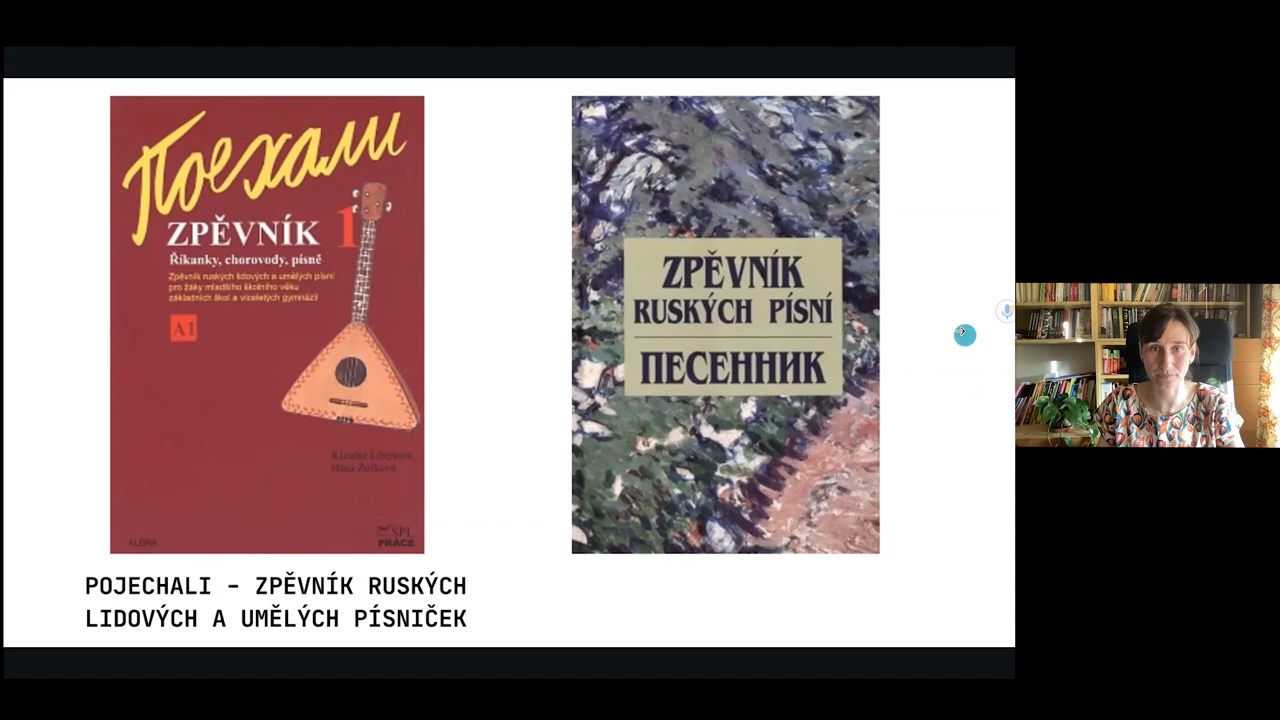 Поехали
ZPĚVNÍK 1
Říkanky, chorovody, písně
Zpěvník ruských lidových a umělých písní
pro žáky mladšího školního věku
základních škol a víceletých gymnázií
A1
Klaudia Eibenová
Hana Žofková
ALBRA
SPL
PRÁCE
ZPĚVNÍK
RUSKÝCH PÍSNÍ
ПЕСЕННИК
POJECHALI – ZPĚVNÍK RUSKÝCH
LIDOVÝCH A UMĚLÝCH PÍSNIČEK